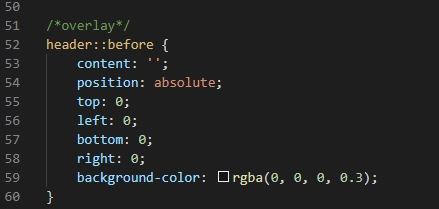 50
51 /*overlay*/
52 header::before {
53 content: '';
54 position: absolute;
55 top: 0;
56 left: 0;
57 bottom: 0;
58 right: 0;
59 background-color: rgba(0, 0, 0, 0.3);
60 }